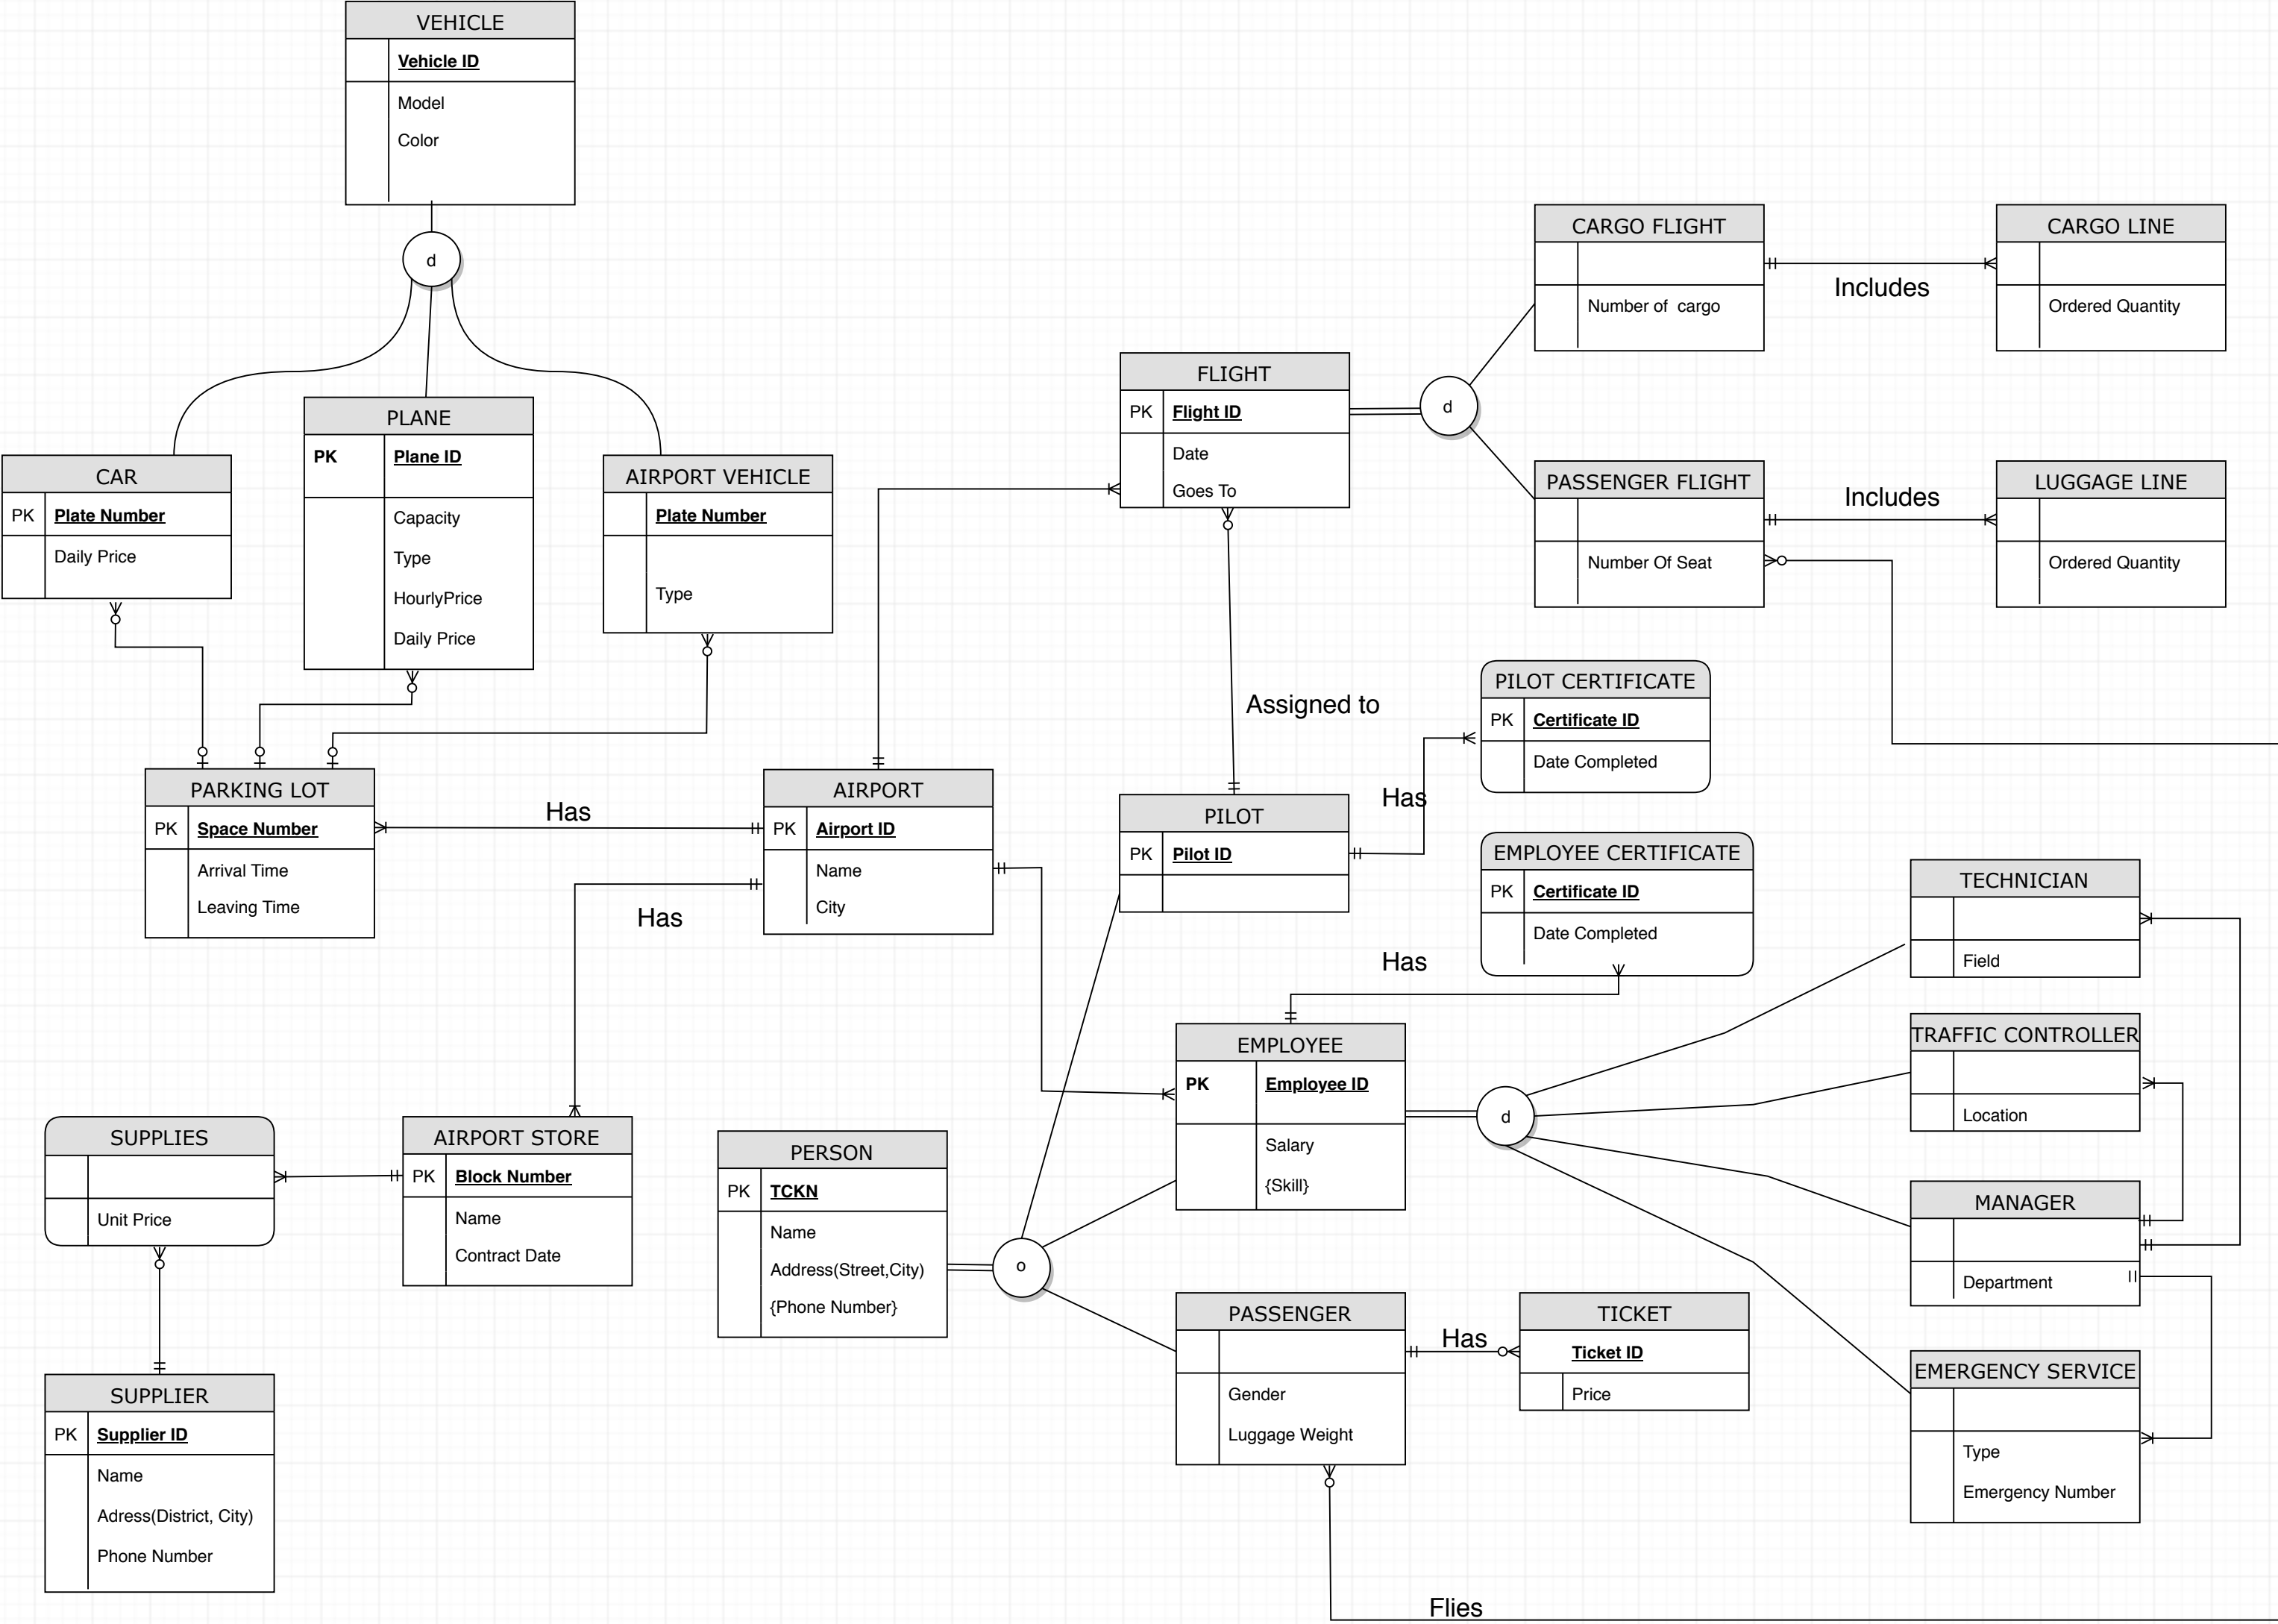 VEHICLE
Vehicle ID
Model
Color
d
CAR
PK Plate Number
Daily Price
PLANE
PK Plane ID
Capacity
Type
HourlyPrice
Daily Price
AIRPORT VEHICLE
Plate Number
Type
FLIGHT
PK Flight ID
Date
Goes To
d
CARGO FLIGHT
Number of cargo
Includes
CARGO LINE
Ordered Quantity
PASSENGER FLIGHT
Number Of Seat
Includes
LUGGAGE LINE
Ordered Quantity
PARKING LOT
PK Space Number
Arrival Time
Leaving Time
Has
AIRPORT
PK Airport ID
Name
City
Has
Assigned to
PILOT
PK Pilot ID
Has
PILOT CERTIFICATE
PK Certificate ID
Date Completed
EMPLOYEE CERTIFICATE
PK Certificate ID
Date Completed
Has
EMPLOYEE
PK Employee ID
Salary
{Skill}
d
TECHNICIAN
Field
TRAFFIC CONTROLLER
Location
MANAGER
Department
EMERGENCY SERVICE
Type
Emergency Number
SUPPLIES
Unit Price
AIRPORT STORE
PK Block Number
Name
Contract Date
PERSON
PK TCKN
Name
Address(Street,City)
{Phone Number}
o
PASSENGER
Gender
Luggage Weight
Has
TICKET
Ticket ID
Price
SUPPLIER
PK Supplier ID
Name
Adress(District, City)
Phone Number
Flies